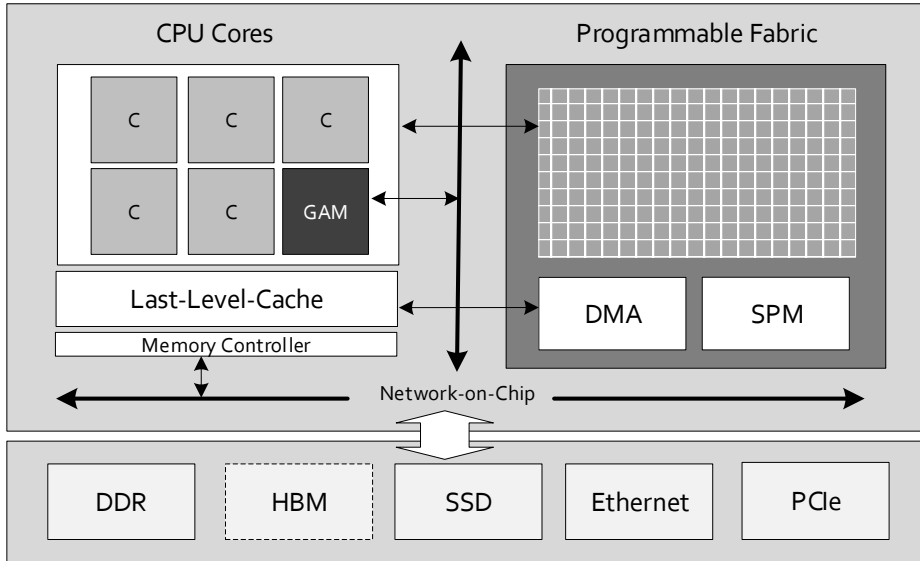 CPU Cores
Programmable Fabric
C
C
C
C
C
GAM
Last-Level-Cache
DMA
SPM
Memory Controller
Network-on-Chip
DDR
HBM
SSD
Ethernet
PCIe